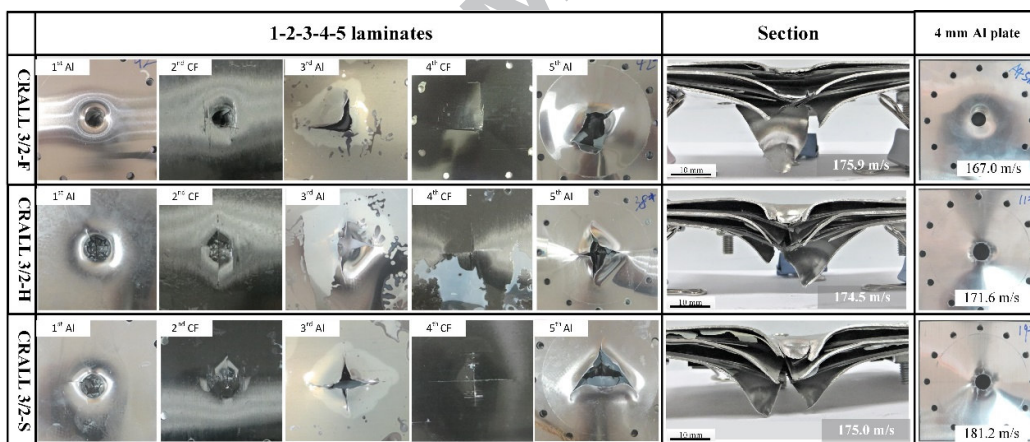 1-2-3-4-5 laminates
Section
4 mm Al plate
CRALL 3/2-F
1st Al
2nd CF
3rd Al
4th CF
5th Al
10 mm
175.9 m/s
167.0 m/s
CRALL 3/2-H
1st Al
2nd CF
3rd Al
4th CF
5th Al
10 mm
174.5 m/s
171.6 m/s
CRALL 3/2-S
1st Al
2nd CF
3rd Al
4th CF
5th Al
10 mm
175.0 m/s
181.2 m/s